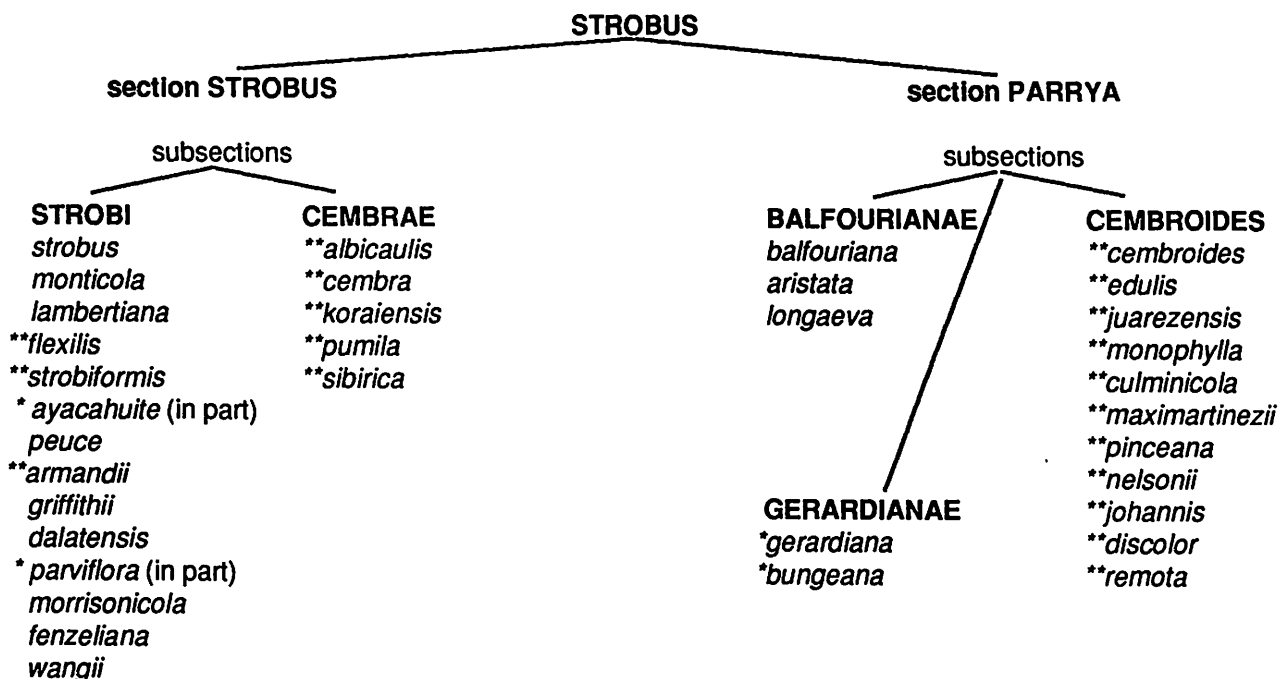 STROBUS
section STROBUS
subsections
STROBI
strobus
monticola
lambertiana
**flexilis
**strobiformis
* ayacahuite (in part)
peuce
**armandii
griffithii
dalatensis
* parviflora (in part)
morrisonicola
fenzeliana
wangii
CEMBRAE
**albicaulis
**cembra
**koraiensis
**pumila
**sibirica
section PARRYA
subsections
BALFOURIANAE
balfouriana
aristata
longaeva
GERARDIANAE
*gerardiana
*bungeana
CEMBROIDES
**cembroides
**edulis
**juarezensis
**monophylla
**culminicola
**maximartinezii
**pinceana
**nelsonii
**johannis
**discolor
**remota